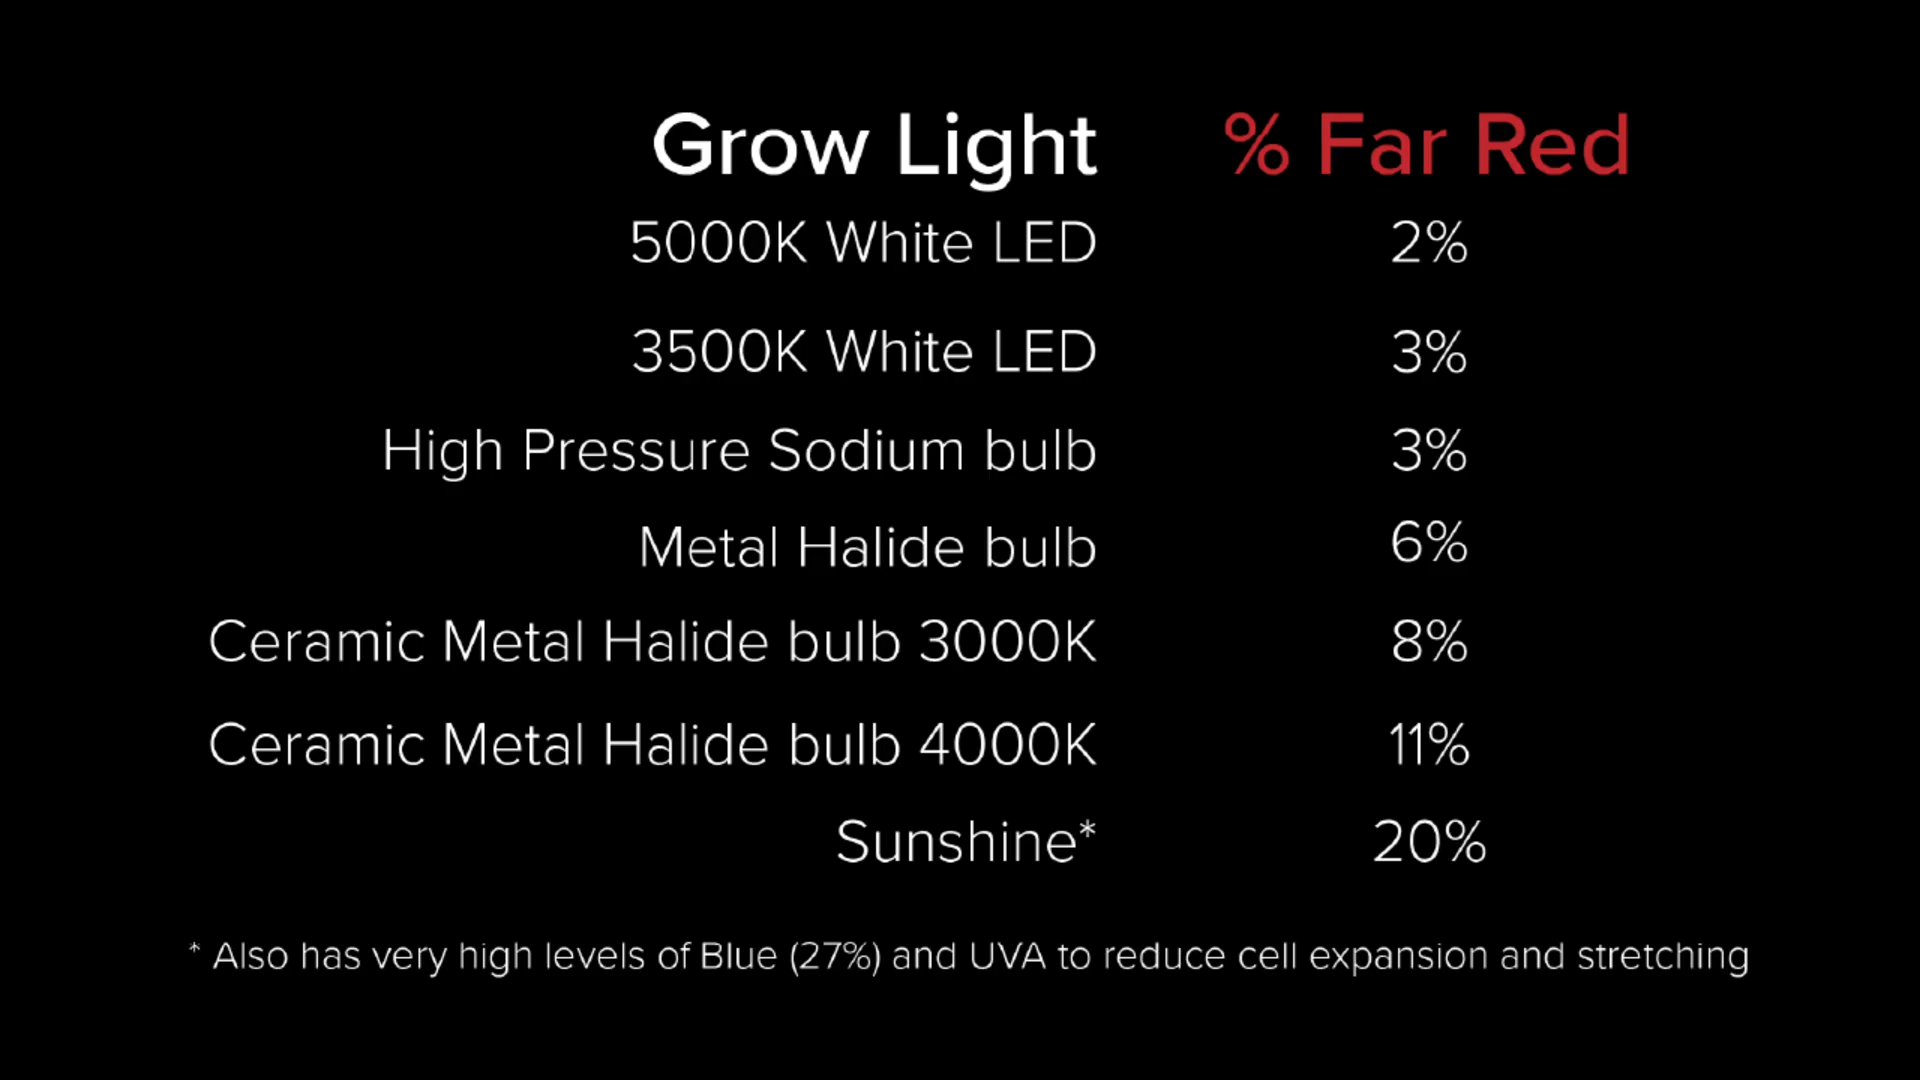 Grow Light % Far Red
5000K White LED 2%
3500K White LED 3%
High Pressure Sodium bulb 3%
Metal Halide bulb 6%
Ceramic Metal Halide bulb 3000K 8%
Ceramic Metal Halide bulb 4000K 11%
Sunshine* 20%
* Also has very high levels of Blue (27%) and UVA to reduce cell expansion and stretching